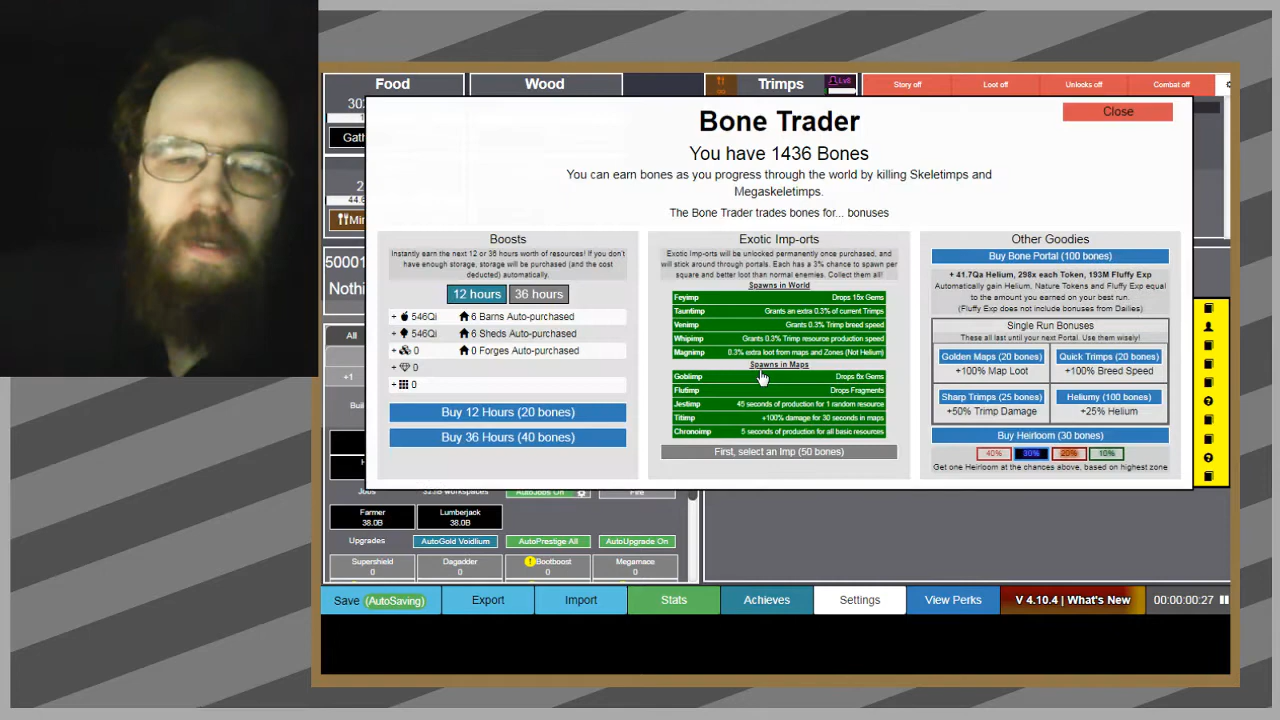 Food
Wood
Trimps
Story off
Loot off
Unlocks off
Combat off
Bone Trader
Close
You have 1436 Bones
You can earn bones as you progress through the world by killing Skeletimps and
Megaskeletimps.
The Bone Trader trades bones for... bonuses
Boosts
Instantly earn the next 12 or 36 hours worth of resources! If you don't
have enough storage, storage will be purchased (and the cost
deducted) automatically.
12 hours
36 hours
+ 546Qi 6 Barns Auto-purchased
+ 546Qi 6 Sheds Auto-purchased
+ 0 0 Forges Auto-purchased
+ 0
+ 0
Buy 12 Hours (20 bones)
Buy 36 Hours (40 bones)
Exotic Imp-orts
Exotic Imports will be unlocked permanently once purchased, and
will stick around through portals. Each has a 3% chance to spawn per
square and better loot than normal enemies. Collect them all!
Spawns in World
Feyimp Drops 15x Gems
Tauntimp Grants an extra 0.3% of current Trimps
Venimp Grants 0.3% Trimp breed speed
Whipimp Grants 0.3% Trimp resource production speed
Magnimp 0.3% extra loot from maps and Zones (Not Helium)
Spawns in Maps
Goblimp Drops 6x Gems
Flutimp Drops Fragments
Jestimp 45 seconds of production for 1 random resource
Titimp +100% damage for 30 seconds in maps
Chronoimp 5 seconds of production for all basic resources
First, select an Imp (50 bones)
Other Goodies
Buy Bone Portal (100 bones)
+ 41.7Qa Helium, 298x each Token, 193M Fluffy Exp
Automatically gain Helium, Nature Tokens and Fluffy Exp equal
to the amount you earned on your best run.
(Fluffy Exp does not include bonuses from Dailies)
Single Run Bonuses
These all last until your next Portal. Use them wisely!
Golden Maps (20 bones)
+100% Map Loot
Quick Trimps (20 bones)
+100% Breed Speed
Sharp Trimps (25 bones)
+50% Trimp Damage
Heliumy (100 bones)
+25% Helium
Buy Heirloom (30 bones)
40% 30% 20% 10%
Get one Heirloom at the chances above, based on highest zone
All
+1
Jobs
AutoJobs On
Fire
Farmer
38.0B
Lumberjack
38.0B
Upgrades
AutoGold Voidlium
AutoPrestige All
AutoUpgrade On
Supershield
0
Dagadder
0
Bootboost
0
Megamace
0
Save (AutoSaving)
Export
Import
Stats
Achieves
Settings
View Perks
V 4.10.4 | What's New
00:00:00:27